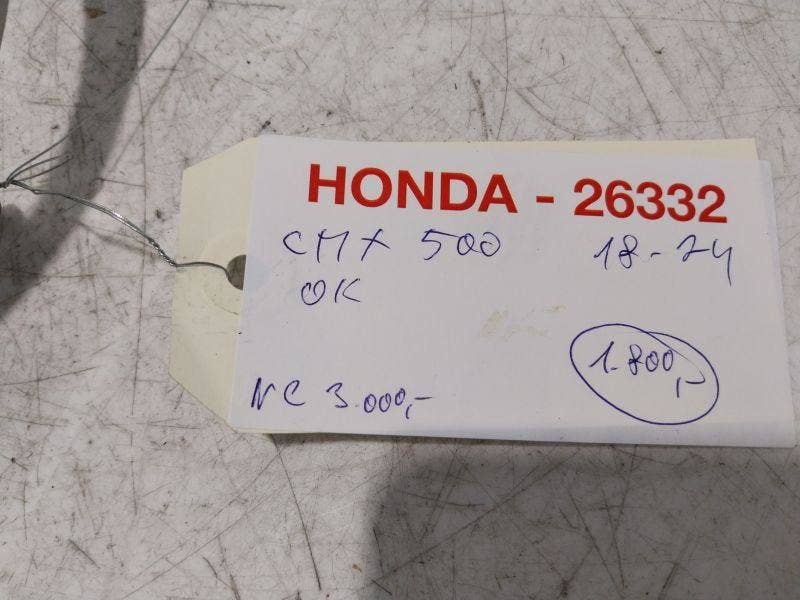 HONDA - 26332
CMX 500 18-24
OK
1.800,-
NC 3.000,-